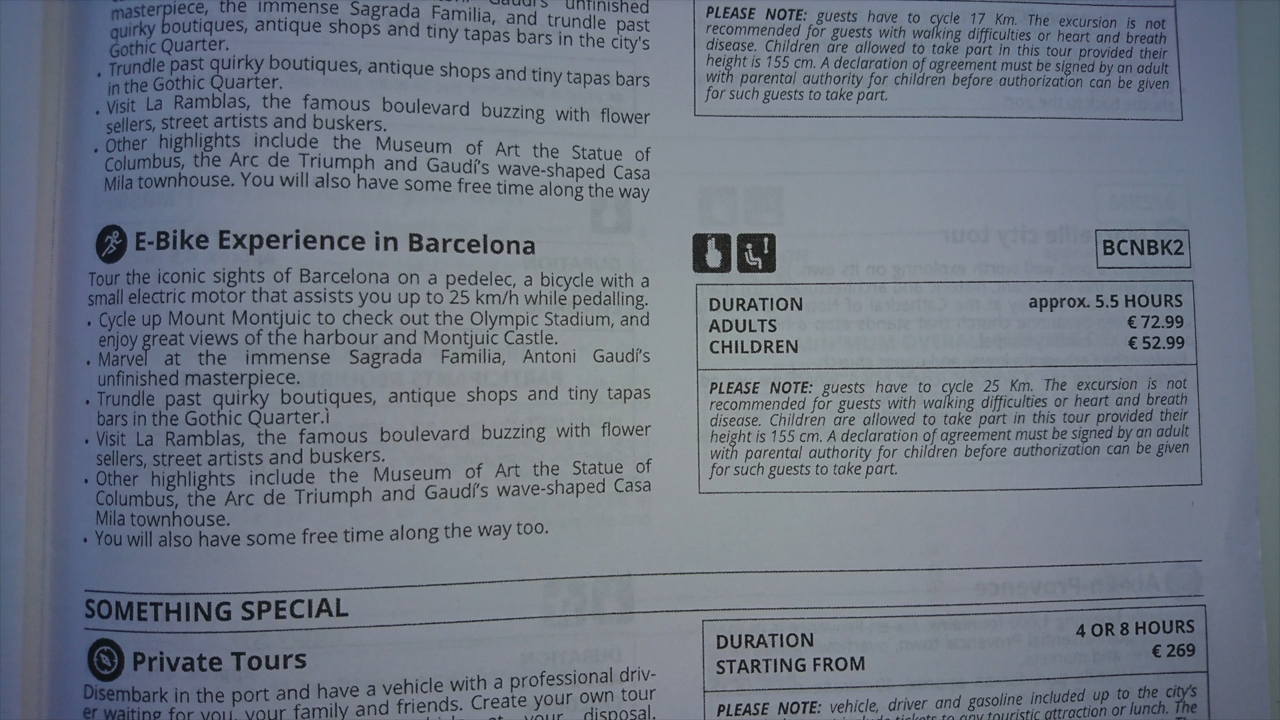 Gaudí's unfinished
masterpiece, the immense Sagrada Familia, and trundle past
quirky boutiques, antique shops and tiny tapas bars in the city's
Gothic Quarter.
• Trundle past quirky boutiques, antique shops and tiny tapas bars
in the Gothic Quarter.
• Visit La Ramblas, the famous boulevard buzzing with flower
sellers, street artists and buskers.
• Other highlights include the Museum of Art the Statue of
Columbus, the Arc de Triumph and Gaudí's wave-shaped Casa
Mila townhouse. You will also have some free time along the way
PLEASE NOTE: guests have to cycle 17 Km. The excursion is not
recommended for guests with walking difficulties or heart and breath
disease. Children are allowed to take part in this tour provided their
height is 155 cm. A declaration of agreement must be signed by an adult
with parental authority for children before authorization can be given
for such guests to take part.
E-Bike Experience in Barcelona
Tour the iconic sights of Barcelona on a pedelec, a bicycle with a
small electric motor that assists you up to 25 km/h while pedalling.
• Cycle up Mount Montjuic to check out the Olympic Stadium, and
enjoy great views of the harbour and Montjuic Castle.
• Marvel at the immense Sagrada Familia, Antoni Gaudí's
unfinished masterpiece.
• Trundle past quirky boutiques, antique shops and tiny tapas
bars in the Gothic Quarter.ì
• Visit La Ramblas, the famous boulevard buzzing with flower
sellers, street artists and buskers.
• Other highlights include the Museum of Art the Statue of
Columbus, the Arc de Triumph and Gaudí's wave-shaped Casa
Mila townhouse.
• You will also have some free time along the way too.
BCNBK2
DURATION approx. 5.5 HOURS
ADULTS € 72.99
CHILDREN € 52.99
PLEASE NOTE: guests have to cycle 25 Km. The excursion is not
recommended for guests with walking difficulties or heart and breath
disease. Children are allowed to take part in this tour provided their
height is 155 cm. A declaration of agreement must be signed by an adult
with parental authority for children before authorization can be given
for such guests to take part.
SOMETHING SPECIAL
Private Tours
Disembark in the port and have a vehicle with a professional driv-
er waiting for you, your family and friends. Create your own tour
at your disposal.
DURATION 4 OR 8 HOURS
STARTING FROM € 269
PLEASE NOTE: vehicle, driver and gasoline included up to the city's
tickets to any touristic attraction or lunch. The